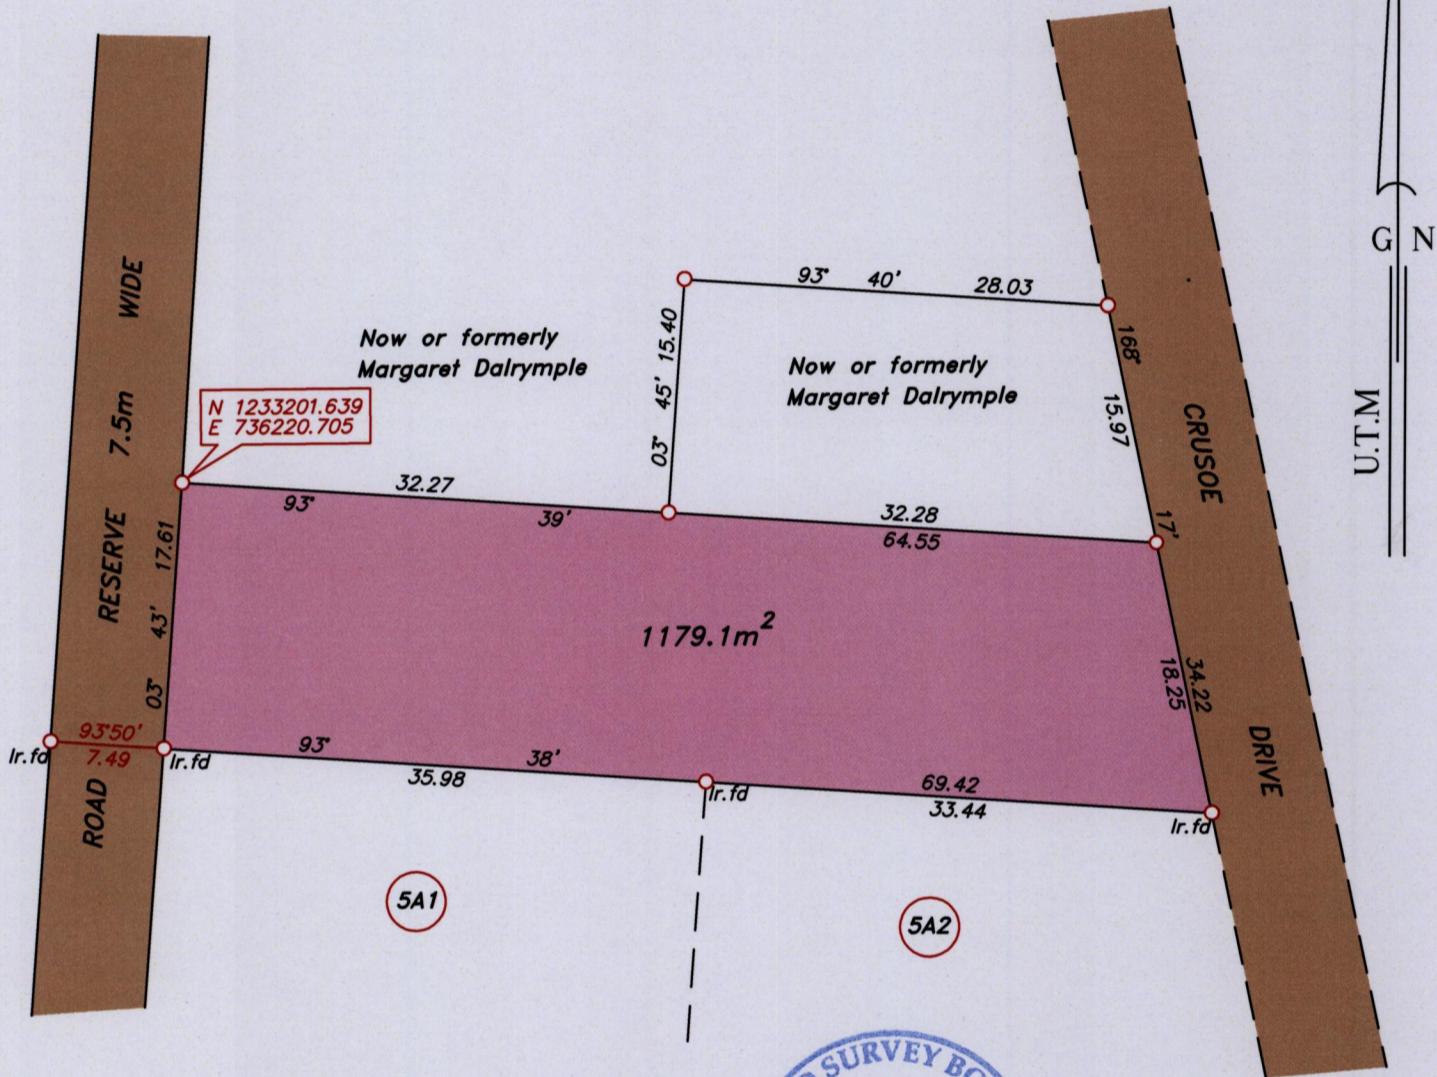 ROAD RESERVE 7.5m WIDE
CRUSOE DRIVE
G N
U.T.M
93° 40' 28.03
03° 45' 15.40
168° 17'
15.97
Now or formerly
Margaret Dalrymple
Now or formerly
Margaret Dalrymple
N 1233201.639
E 736220.705
32.27
93° 39'
32.28
64.55
03° 43' 17.61
1179.1m²
18.25
34.22
93°50'
7.49
Ir.fd
Ir.fd
93° 38'
35.98
Ir.fd
69.42
33.44
Ir.fd
5A1
5A2
SURVEY BO